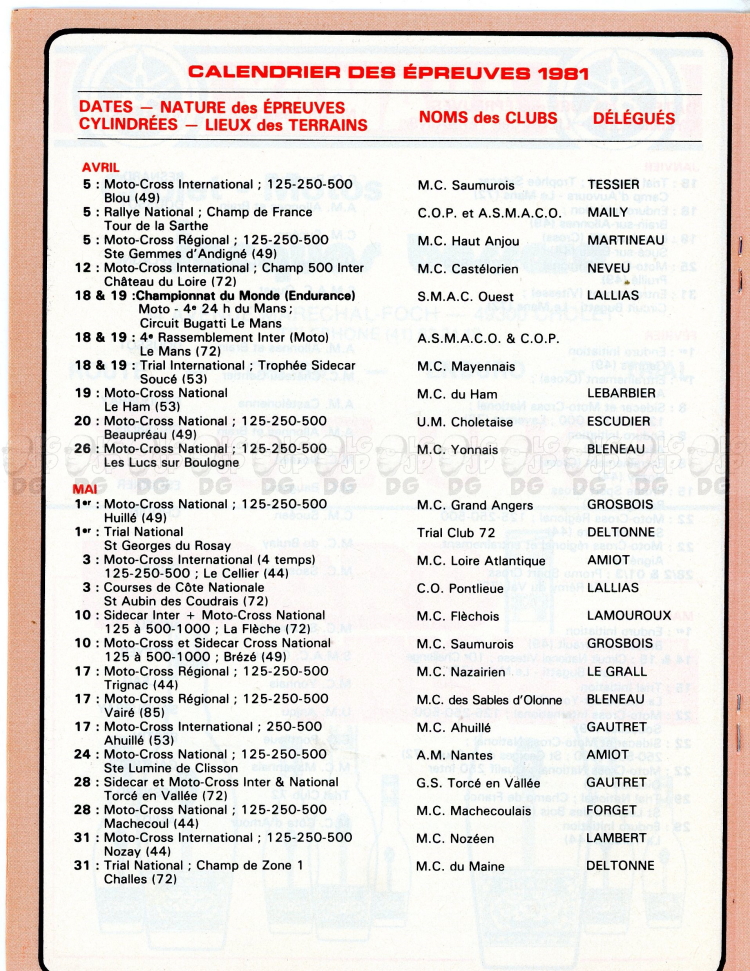 CALENDRIER DES ÉPREUVES 1981
DATES — NATURE des ÉPREUVES
CYLINDRÉES — LIEUX des TERRAINS
NOMS des CLUBS
DÉLÉGUÉS
AVRIL
5 : Moto-Cross International ; 125-250-500 M.C. Saumurois TESSIER
Blou (49)
5 : Rallye National ; Champ de France C.O.P. et A.S.M.A.C.O. MAILY
Tour de la Sarthe
5 : Moto-Cross Régional ; 125-250-500 M.C. Haut Anjou MARTINEAU
Ste Gemmes d'Andigné (49)
12 : Moto-Cross International ; Champ 500 Inter M.C. Castélorien NEVEU
Château du Loire (72)
18 & 19 :Championnat du Monde (Endurance) S.M.A.C. Ouest LALLIAS
Moto - 4e 24 h du Mans ;
Circuit Bugatti Le Mans
18 & 19 : 4e Rassemblement Inter (Moto) A.S.M.A.C.O. & C.O.P.
Le Mans (72)
18 & 19 : Trial International ; Trophée Sidecar M.C. Mayennais
Soucé (53)
19 : Moto-Cross National M.C. du Ham LEBARBIER
Le Ham (53)
20 : Moto-Cross National ; 125-250-500 U.M. Choletaise ESCUDIER
Beaupréau (49)
26 : Moto-Cross National ; 125-250-500 M.C. Yonnais BLENEAU
Les Lucs sur Boulogne
MAI
1er : Moto-Cross National ; 125-250-500 M.C. Grand Angers GROSBOIS
Huillé (49)
1er : Trial National Trial Club 72 DELTONNE
St Georges du Rosay
3 : Moto-Cross International (4 temps) M.C. Loire Atlantique AMIOT
125-250-500 ; Le Cellier (44)
3 : Courses de Côte Nationale C.O. Pontlieue LALLIAS
St Aubin des Coudrais (72)
10 : Sidecar Inter + Moto-Cross National M.C. Flèchois LAMOUROUX
125 à 500-1000 ; La Flèche (72)
10 : Moto-Cross et Sidecar Cross National M.C. Saumurois GROSBOIS
125 à 500-1000 ; Brézé (49)
17 : Moto-Cross Régional ; 125-250-500 M.C. Nazairien LE GRALL
Trignac (44)
17 : Moto-Cross Régional ; 125-250-500 M.C. des Sables d'Olonne BLENEAU
Vairé (85)
17 : Moto-Cross International ; 250-500 M.C. Ahuillé GAUTRET
Ahuillé (53)
24 : Moto-Cross National ; 125-250-500 A.M. Nantes AMIOT
Ste Lumine de Clisson
28 : Sidecar et Moto-Cross Inter & National G.S. Torcé en Vallée GAUTRET
Torcé en Vallée (72)
28 : Moto-Cross National ; 125-250-500 M.C. Machecoulais FORGET
Machecoul (44)
31 : Moto-Cross International ; 125-250-500 M.C. Nozéen LAMBERT
Nozay (44)
31 : Trial National ; Champ de Zone 1 M.C. du Maine DELTONNE
Challes (72)